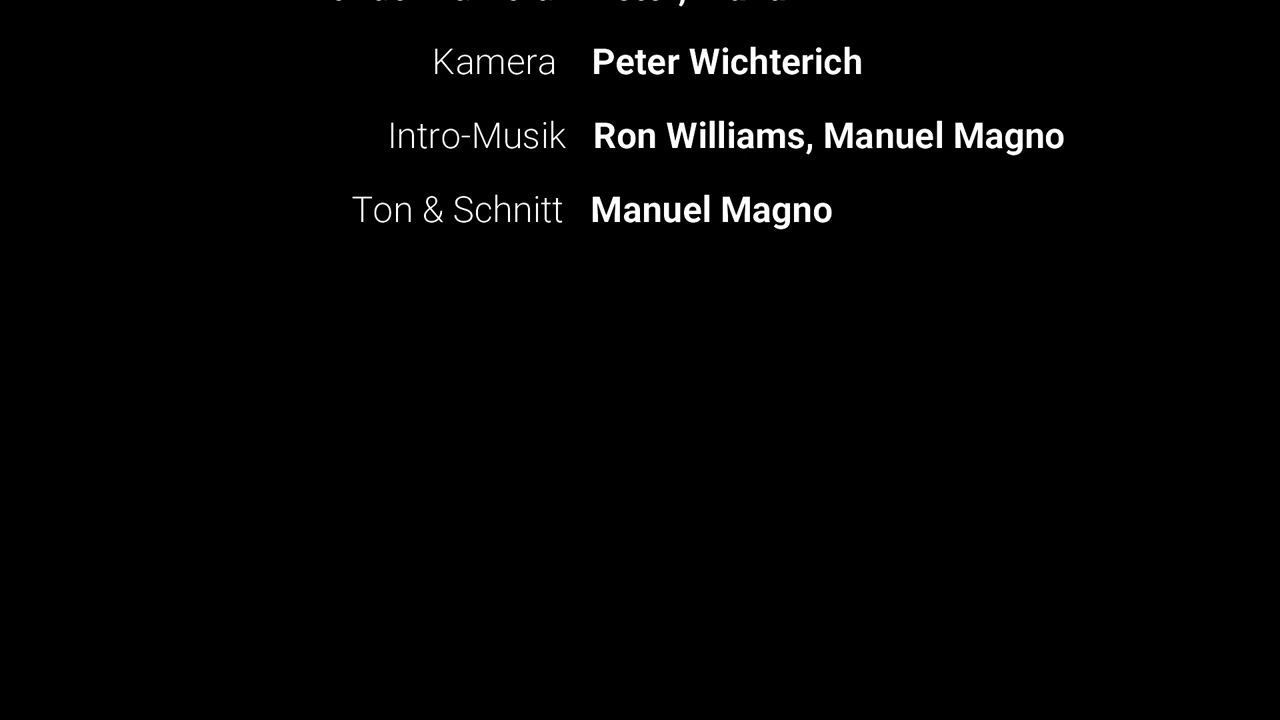 Kamera Peter Wichterich
Intro-Musik Ron Williams, Manuel Magno
Ton & Schnitt Manuel Magno